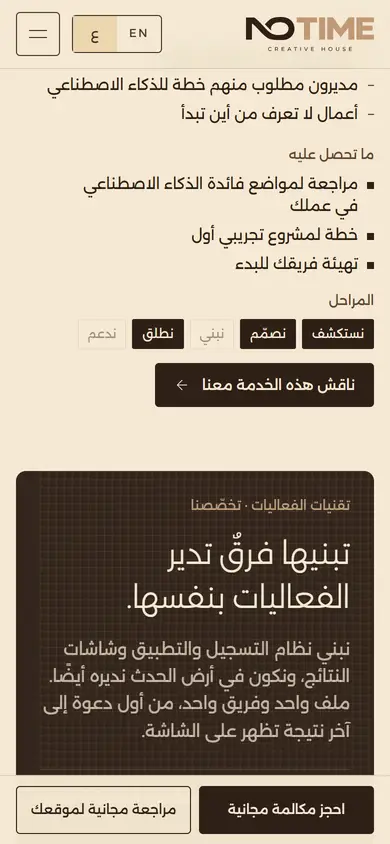 NOTIME
CREATIVE HOUSE
EN
ع
– مديرون مطلوب منهم خطة للذكاء الاصطناعي
– أعمال لا تعرف من أين تبدأ
ما تحصل عليه
مراجعة لمواضع فائدة الذكاء الاصطناعي
في عملك
خطة لمشروع تجريبي أول
تهيئة فريقك للبدء
المراحل
نستكشف
نصمّم
نبني
نطلق
ندعم
ناقش هذه الخدمة معنا ←
تقنيات الفعاليات · تخصّصنا
تبنيها فرقٌ تدير
الفعاليات بنفسها.
نبني نظام التسجيل والتطبيق وشاشات
النتائج، ونكون في أرض الحدث نديره أيضًا.
ملف واحد وفريق واحد، من أول دعوة إلى
آخر نتيجة تظهر على الشاشة.
احجز مكالمة مجانية
مراجعة مجانية لموقعك